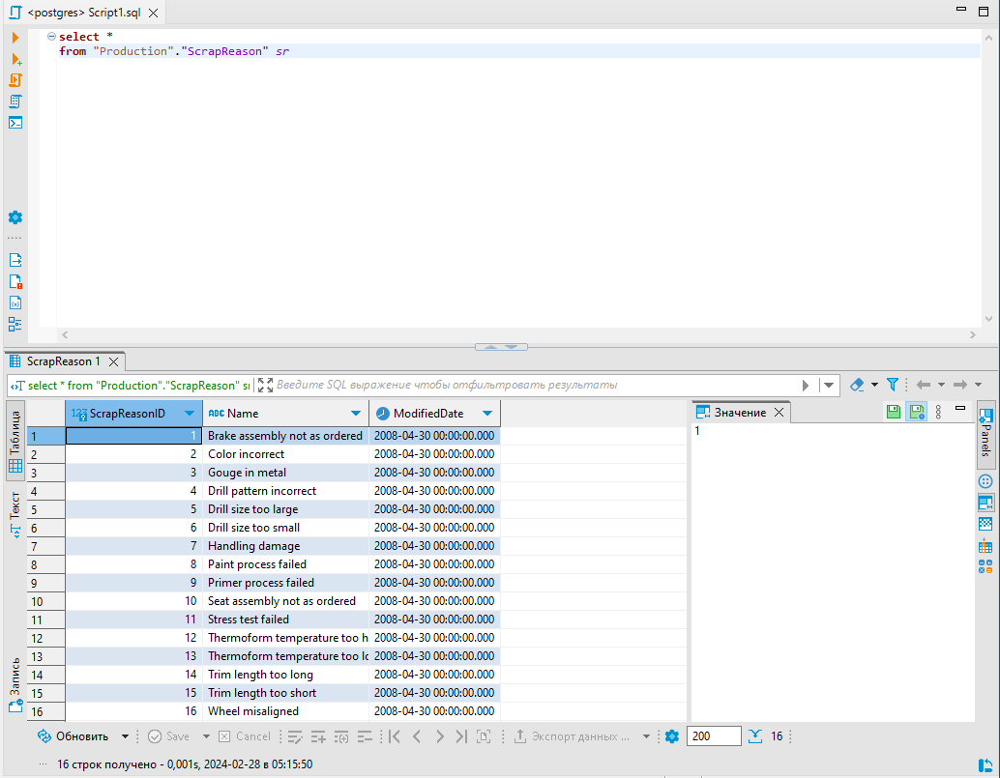 <postgres> Script1.sql
select *
from "Production"."ScrapReason" sr
ScrapReason 1
select * from "Production"."ScrapReason" s
Введите SQL выражение чтобы отфильтровать результаты
Таблица
Текст
Запись
123 ScrapReasonID ABC Name ModifiedDate
1 1 Brake assembly not as ordered 2008-04-30 00:00:00.000
2 2 Color incorrect 2008-04-30 00:00:00.000
3 3 Gouge in metal 2008-04-30 00:00:00.000
4 4 Drill pattern incorrect 2008-04-30 00:00:00.000
5 5 Drill size too large 2008-04-30 00:00:00.000
6 6 Drill size too small 2008-04-30 00:00:00.000
7 7 Handling damage 2008-04-30 00:00:00.000
8 8 Paint process failed 2008-04-30 00:00:00.000
9 9 Primer process failed 2008-04-30 00:00:00.000
10 10 Seat assembly not as ordered 2008-04-30 00:00:00.000
11 11 Stress test failed 2008-04-30 00:00:00.000
12 12 Thermoform temperature too h 2008-04-30 00:00:00.000
13 13 Thermoform temperature too lo 2008-04-30 00:00:00.000
14 14 Trim length too long 2008-04-30 00:00:00.000
15 15 Trim length too short 2008-04-30 00:00:00.000
16 16 Wheel misaligned 2008-04-30 00:00:00.000
Значение
1
Panels
Обновить Save Cancel Экспорт данных ... 200 16
16 строк получено - 0,001s, 2024-02-28 в 05:15:50